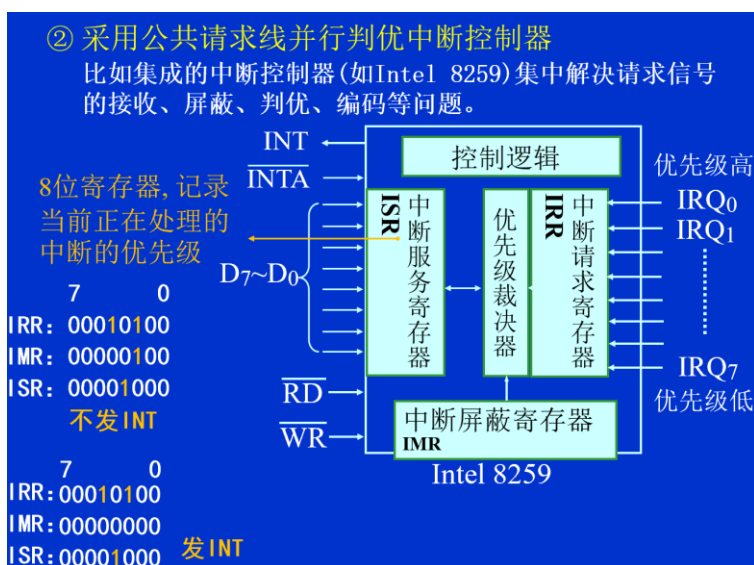 ② 采用公共请求线并行判优中断控制器
比如集成的中断控制器(如Intel 8259)集中解决请求信号
的接收、屏蔽、判优、编码等问题。
INT
控制逻辑
优先级高
INTA
8位寄存器,记录
当前正在处理的
中断的优先级
ISR
中断服务寄存器
优先级裁决器
IRR
中断请求寄存器
IRQ0
IRQ1
D7~D0
7 0
IRR: 00010100
IMR: 00000100
ISR: 00001000
不发INT
IRQ7
优先级低
RD
WR
中断屏蔽寄存器
IMR
Intel 8259
7 0
IRR: 00010100
IMR: 00000000
ISR: 00001000
发INT